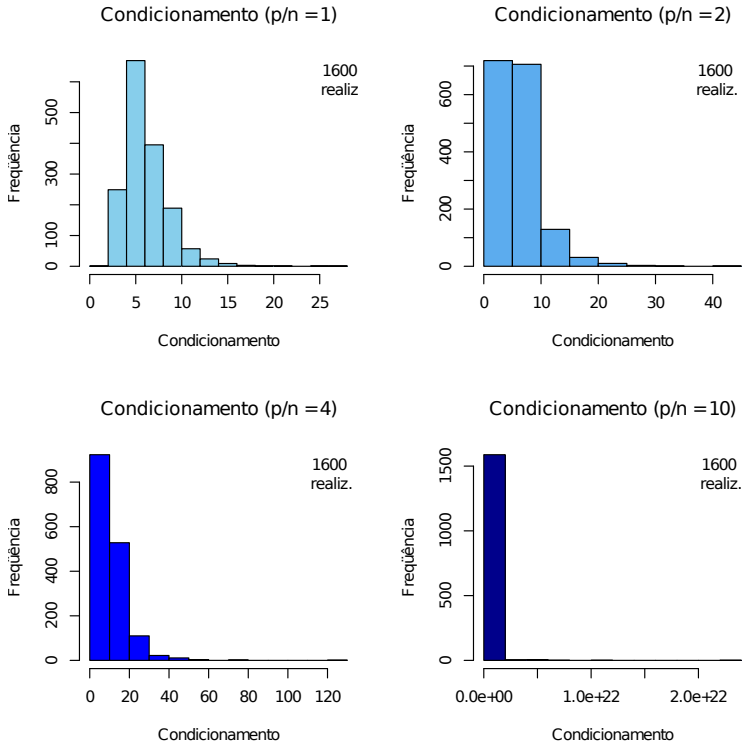 Condicionamento (p/n = 1)
1600
realiz
Freqüência
0
100
300
500
0
5
10
15
20
25
Condicionamento
Condicionamento (p/n = 2)
1600
realiz.
Freqüência
0
200
400
600
0
10
20
30
40
Condicionamento
Condicionamento (p/n = 4)
1600
realiz.
Freqüência
0
200
400
600
800
0
20
40
60
80
100
120
Condicionamento
Condicionamento (p/n = 10)
1600
realiz.
Freqüência
0
500
1000
1500
0.0e+00
1.0e+22
2.0e+22
Condicionamento